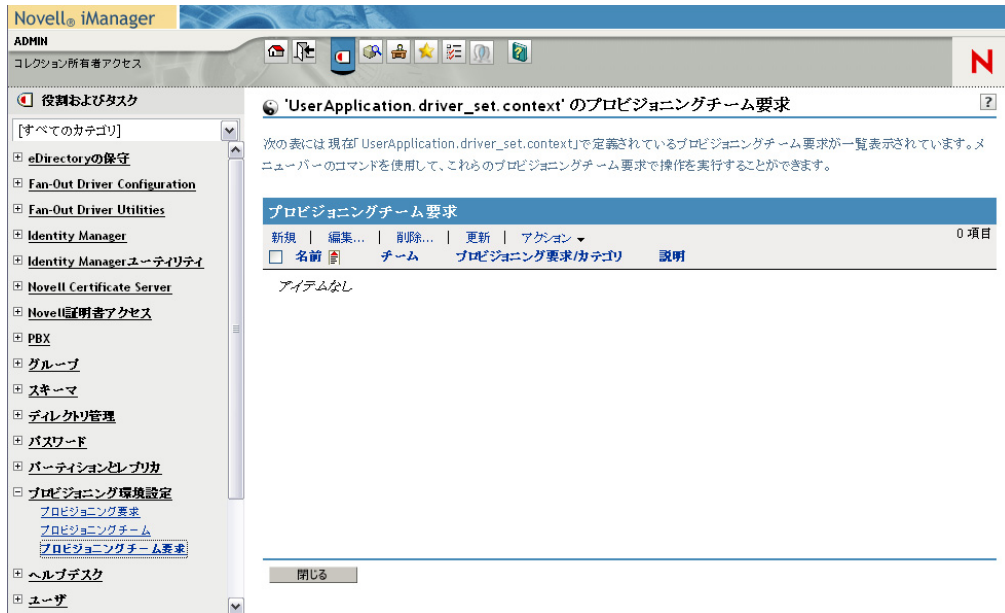 Novell® iManager
ADMIN
コレクション所有者アクセス
N
役割およびタスク
[すべてのカテゴリ]
eDirectoryの保守
Fan-Out Driver Configuration
Fan-Out Driver Utilities
Identity Manager
Identity Managerユーティリティ
Novell Certificate Server
Novell証明書アクセス
PBX
グループ
スキーマ
ディレクトリ管理
パスワード
パーティションとレプリカ
プロビジョニング環境設定
プロビジョニング要求
プロビジョニングチーム
プロビジョニングチーム要求
ヘルプデスク
ユーザ
'UserApplication.driver_set.context' のプロビジョニングチーム要求
?
次の表には現在「UserApplication.driver_set.context」で定義されているプロビジョニングチーム要求が一覧表示されています。メ
ニューバーのコマンドを使用して、これらのプロビジョニングチーム要求で操作を実行することができます。
プロビジョニングチーム要求
新規 | 編集... | 削除... | 更新 | アクション 0 項目
名前 チーム プロビジョニング要求/カテゴリ 説明
アイテムなし
閉じる